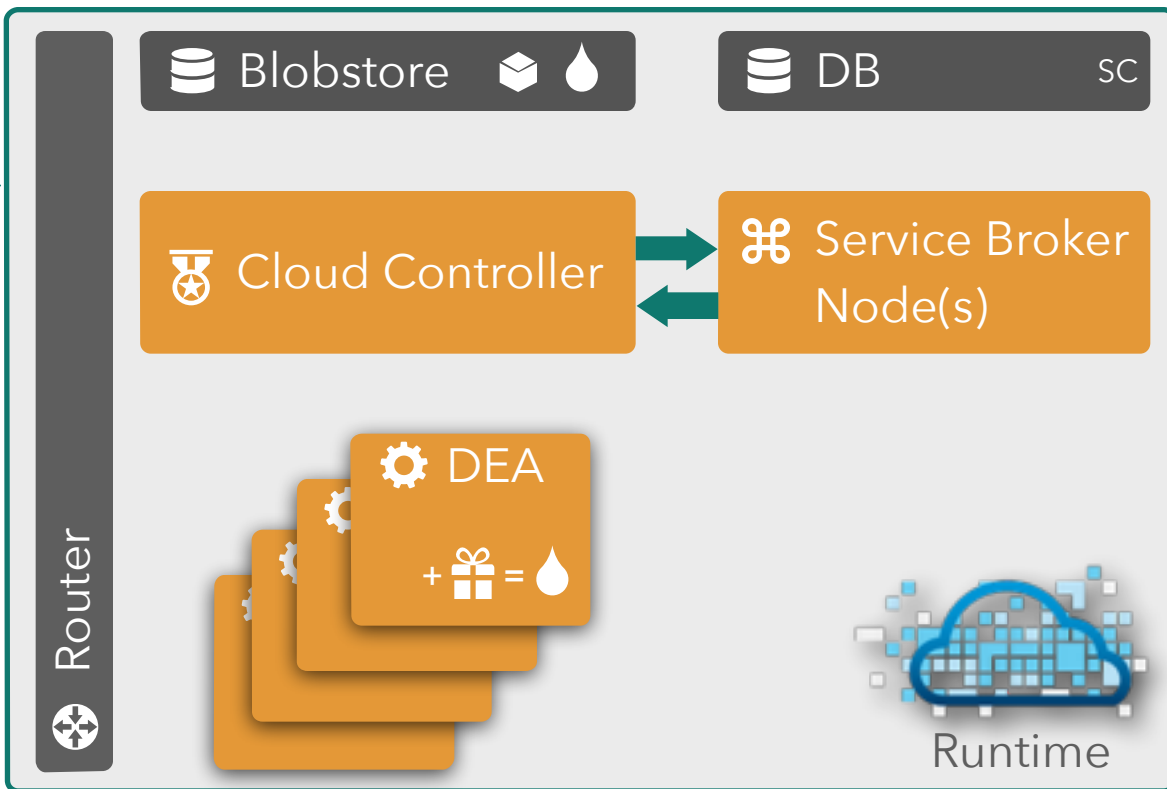 Blobstore
DB
SC
Cloud Controller
Service Broker
Node(s)
DEA
+ =
Router
Runtime